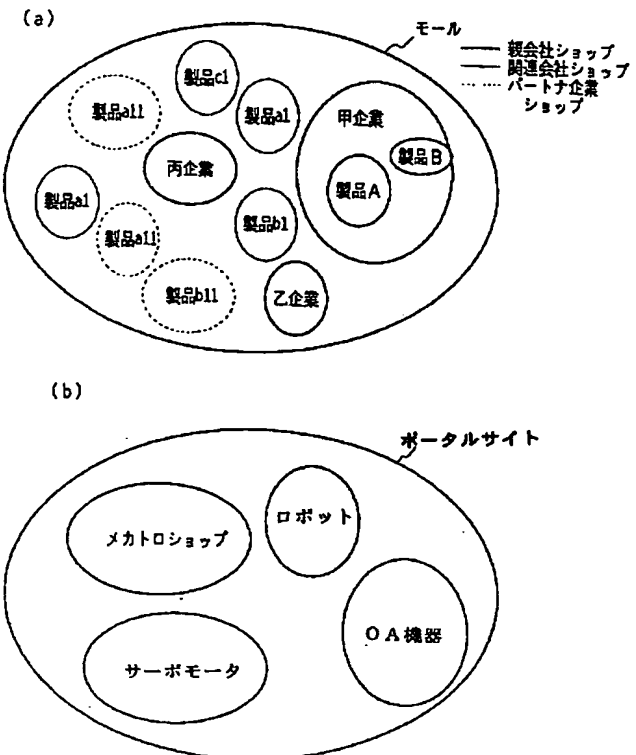 (a)
モール
親会社ショップ
関連会社ショップ
パートナ企業
ショップ
製品c1
製品a11
製品a1
甲企業
製品B
丙企業
製品A
製品a1
製品b1
製品a11
製品b11
乙企業
(b)
ポータルサイト
ロボット
メカトロショップ
OA機器
サーボモータ